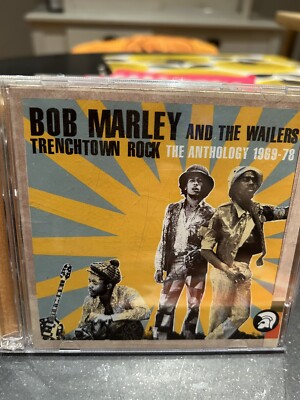 BOB MARLEY AND THE WAILERS
TRENCHTOWN ROCK THE ANTHOLOGY 1969-78